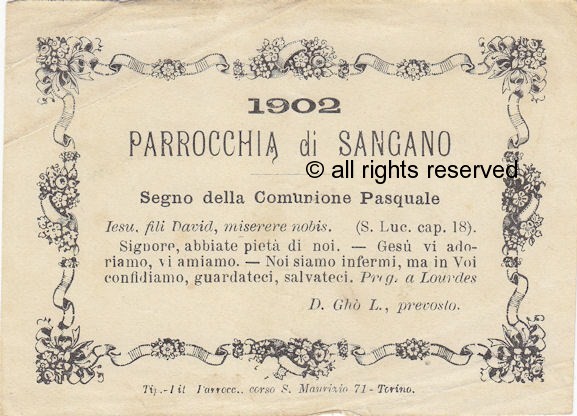 1902
PARROCCHIA di SANGANO
© all rights reserved
Segno della Comunione Pasquale
Iesu, fili David, miserere nobis. (S. Luc. cap. 18).
Signore, abbiate pietà di noi. — Gesù vi ado-
riamo, vi amiamo. — Noi siamo infermi, ma in Voi
confidiamo, guardateci, salvateci. Preg. a Lourdes
D. Ghò L., prevosto.
Tip.-Lit. Parrocc., corso S. Maurizio 71 - Torino.